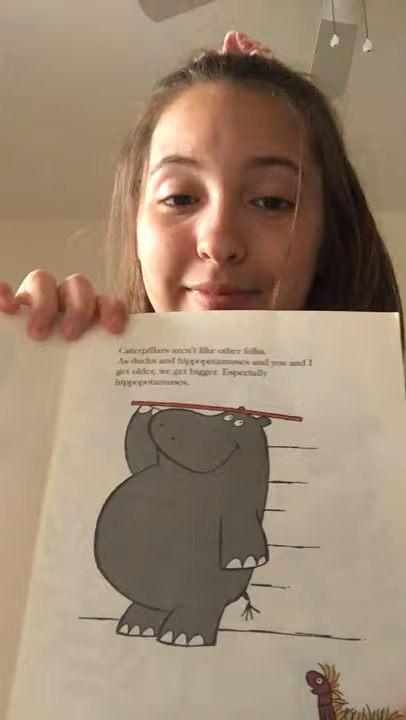 Caterpillars aren't like other folks.
As ducks and hippopotamuses and you and I
get older, we get bigger. Especially
hippopotamuses.